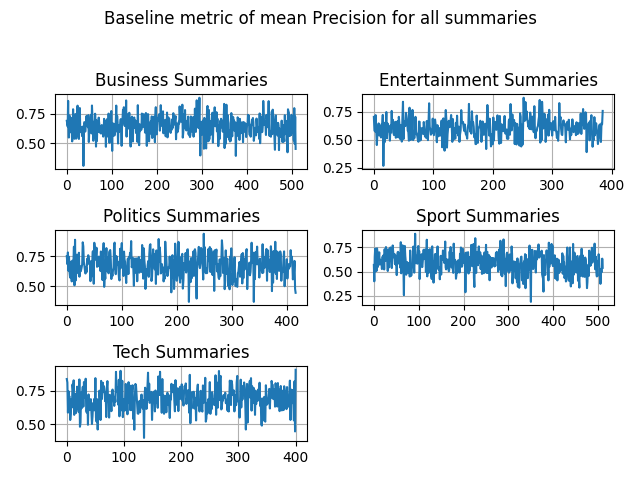 Baseline metric of mean Precision for all summaries
Business Summaries
0.75
0.50
0 100 200 300 400 500
Entertainment Summaries
0.75
0.50
0.25
0 100 200 300 400
Politics Summaries
0.75
0.50
0 100 200 300 400
Sport Summaries
0.75
0.50
0.25
0 100 200 300 400 500
Tech Summaries
0.75
0.50
0 100 200 300 400